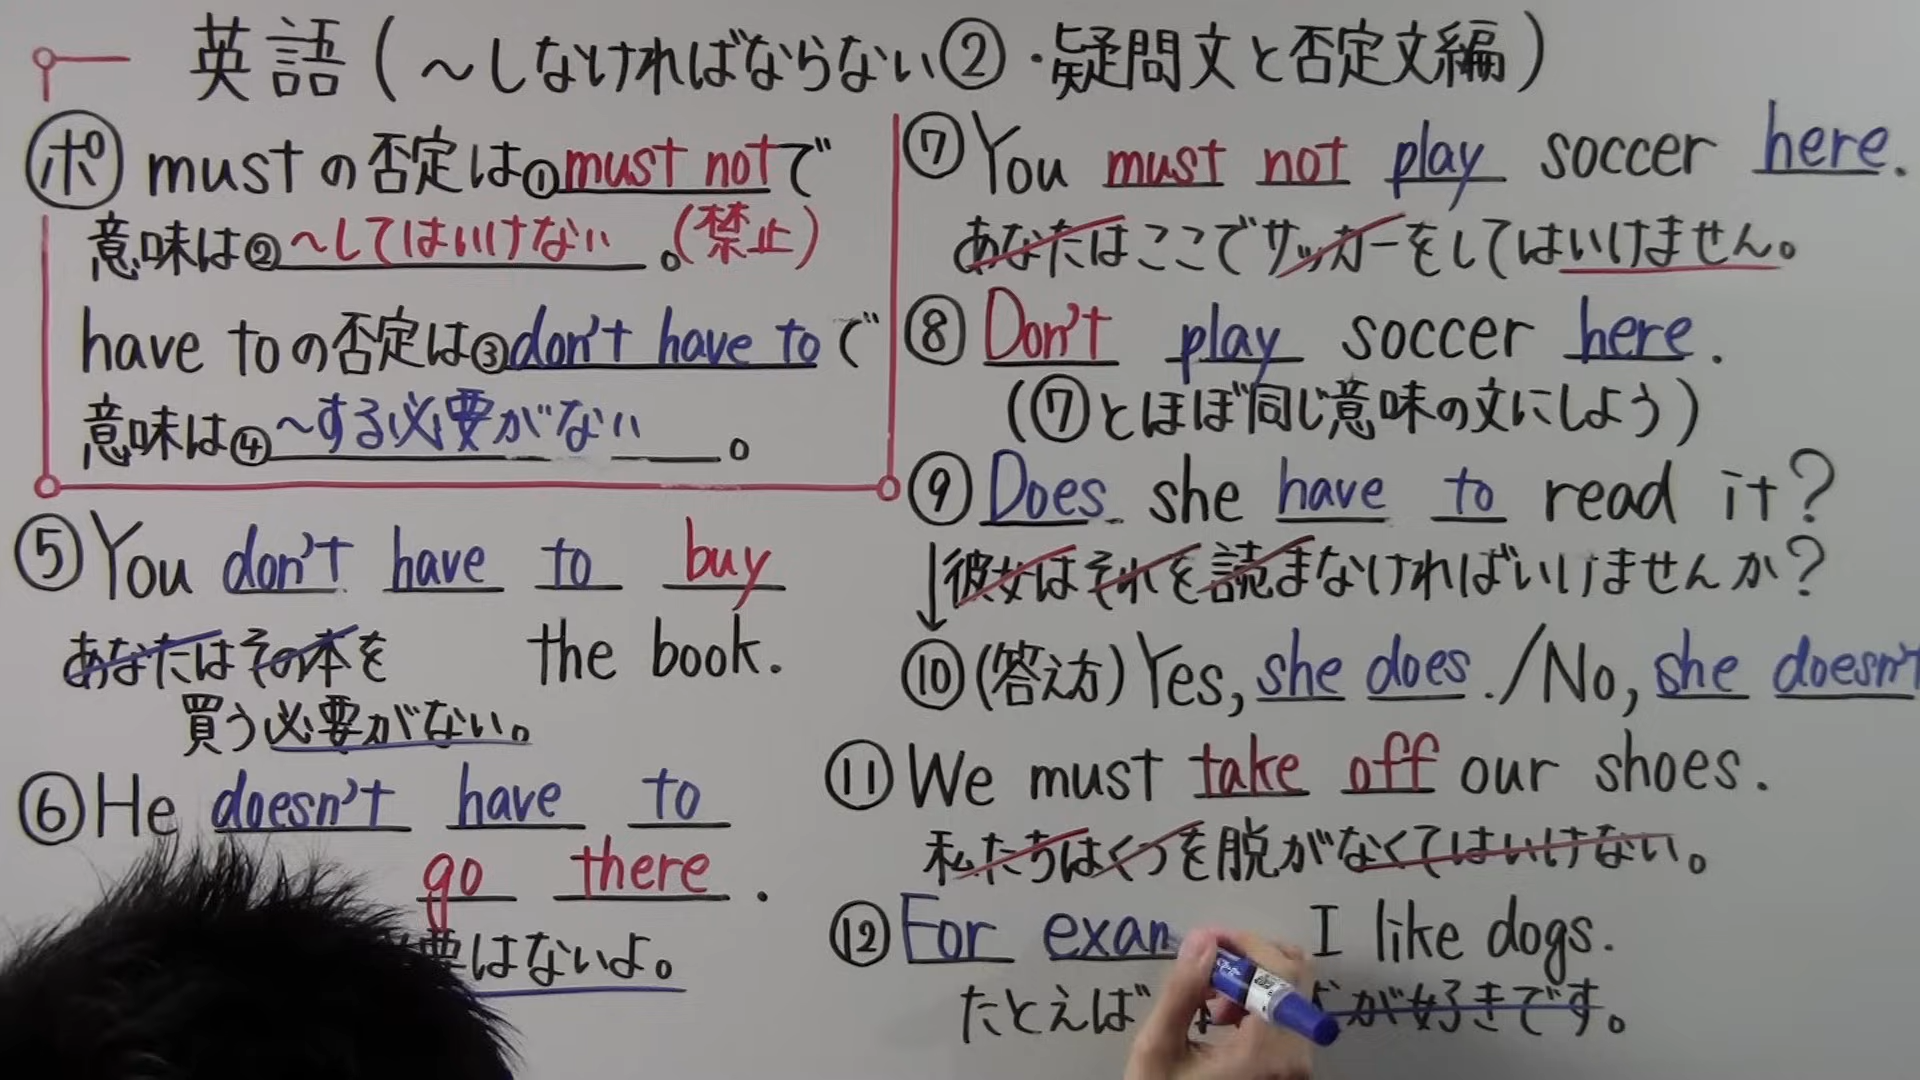 英語(～しなければならない②・疑問文と否定文編)
ポ mustの否定は①must notで
意味は②～してはいけない。(禁止)
have toの否定は③don't have toで
意味は④～する必要がない。
⑤You don't have to buy
the book.
あなたはその本を
買う必要がない。
⑥He doesn't have to
go there.
要はないよ。
⑦You must not play soccer here.
あなたはここでサッカーをしてはいけません。
⑧Don't play soccer here.
(⑦とほぼ同じ意味の文にしよう)
⑨Does she have to read it?
↓彼女はそれを読まなければいけませんか?
⑩(答え方)Yes, she does./No, she doesn't
⑪We must take off our shoes.
私たちはくつを脱がなくてはいけない。
⑫For exam I like dogs.
たとえば が好きです。